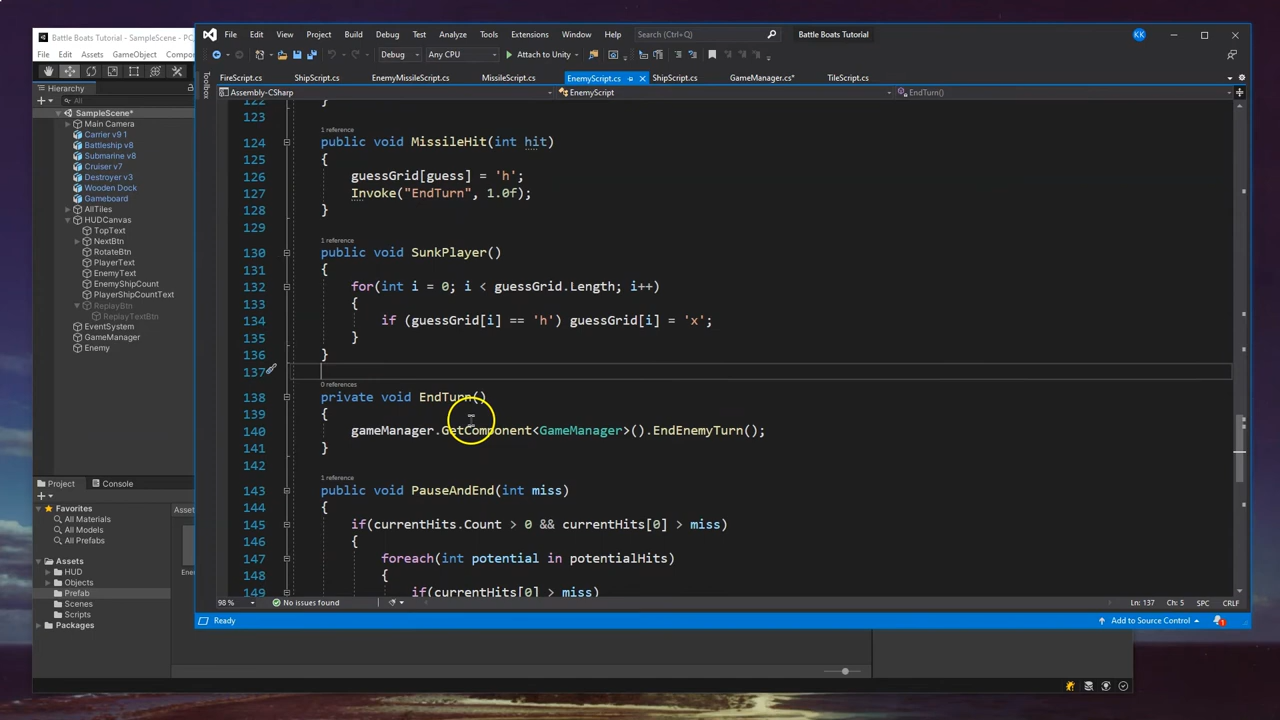 Battle Boats Tutorial - SampleScene - PC,
File Edit Assets GameObject Compon
Hierarchy
All
SampleScene*
Main Camera
Carrier v9 1
Battleship v8
Submarine v8
Cruiser v7
Destroyer v3
Wooden Dock
Gameboard
AllTiles
HUDCanvas
TopText
NextBtn
RotateBtn
PlayerText
EnemyText
EnemyShipCount
PlayerShipCountText
ReplayBtn
ReplayTextBtn
EventSystem
GameManager
Enemy
Project Console
Favorites
All Materials
All Models
All Prefabs
Assets
HUD
Objects
Prefab
Scenes
Scripts
Packages
Asset
Ene
File Edit View Project Build Debug Test Analyze Tools Extensions Window Help Search (Ctrl+Q) Battle Boats Tutorial KK
Debug Any CPU Attach to Unity
Toolbox
FireScript.cs ShipScript.cs EnemyMissileScript.cs MissileScript.cs EnemyScript.cs ShipScript.cs GameManager.cs* TileScript.cs
Assembly-CSharp EnemyScript EndTurn()
122 }
123
1 reference
124 public void MissileHit(int hit)
125 {
126 guessGrid[guess] = 'h';
127 Invoke("EndTurn", 1.0f);
128 }
129
1 reference
130 public void SunkPlayer()
131 {
132 for(int i = 0; i < guessGrid.Length; i++)
133 {
134 if (guessGrid[i] == 'h') guessGrid[i] = 'x';
135 }
136 }
137
0 references
138 private void EndTurn()
139 {
140 gameManager.GetComponent<GameManager>().EndEnemyTurn();
141 }
142
1 reference
143 public void PauseAndEnd(int miss)
144 {
145 if(currentHits.Count > 0 && currentHits[0] > miss)
146 {
147 foreach(int potential in potentialHits)
148 {
149 if(currentHits[0] > miss)
98 % No issues found Ln: 137 Ch: 5 SPC CRLF
Ready Add to Source Control 1